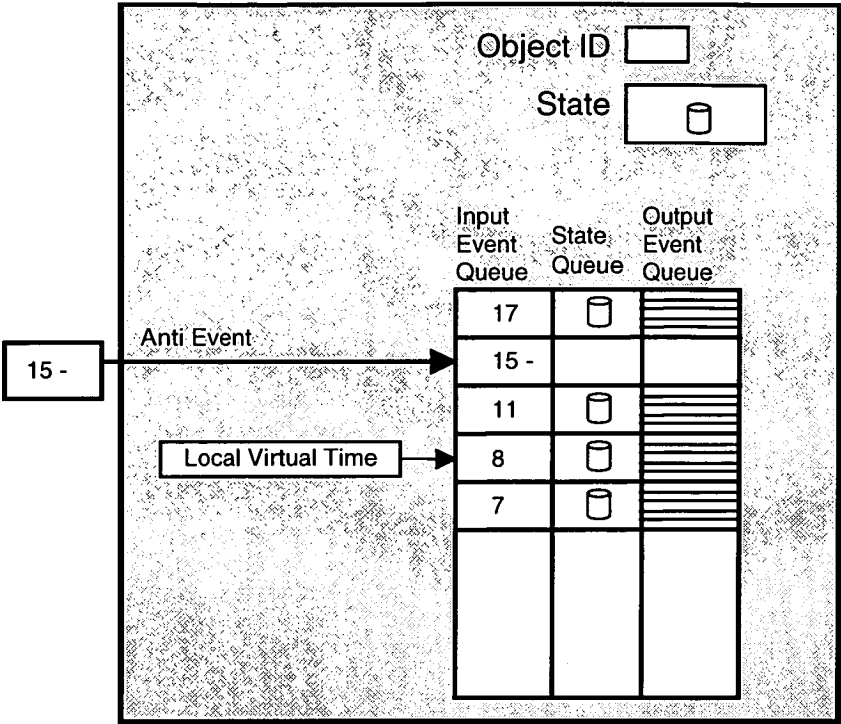 Object ID
State
Input Event Queue
State Queue
Output Event Queue
17
Anti Event
15 -
15 -
11
Local Virtual Time
8
7